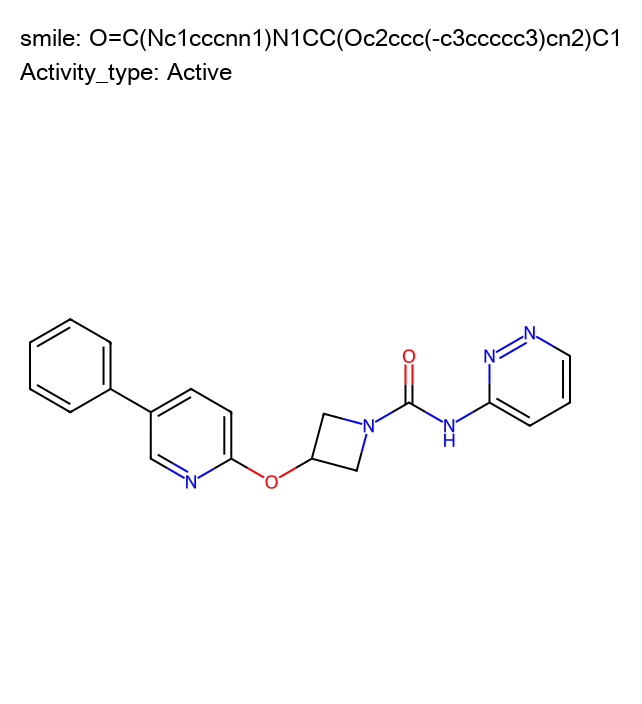 smile: O=C(Nc1cccnn1)N1CC(Oc2ccc(-c3ccccc3)cn2)C1
Activity_type: Active
O
N
N
N
N
H
N
O